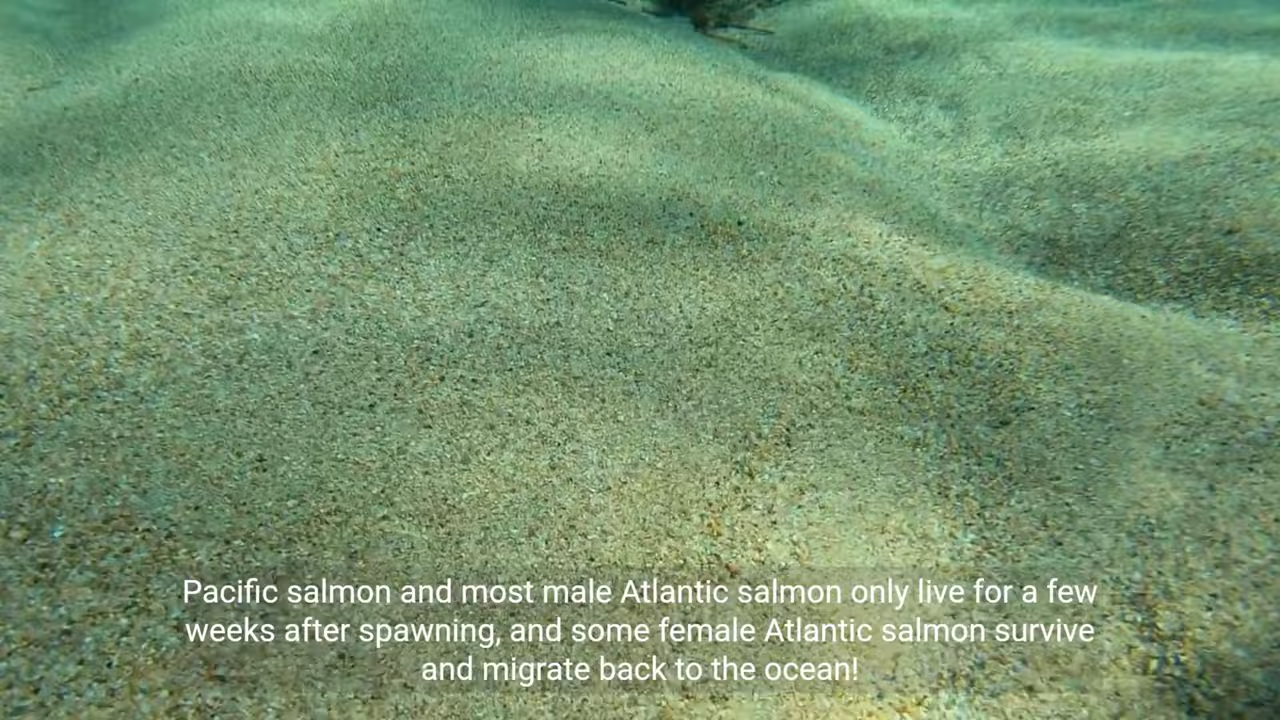 Pacific salmon and most male Atlantic salmon only live for a few
weeks after spawning, and some female Atlantic salmon survive
and migrate back to the ocean!